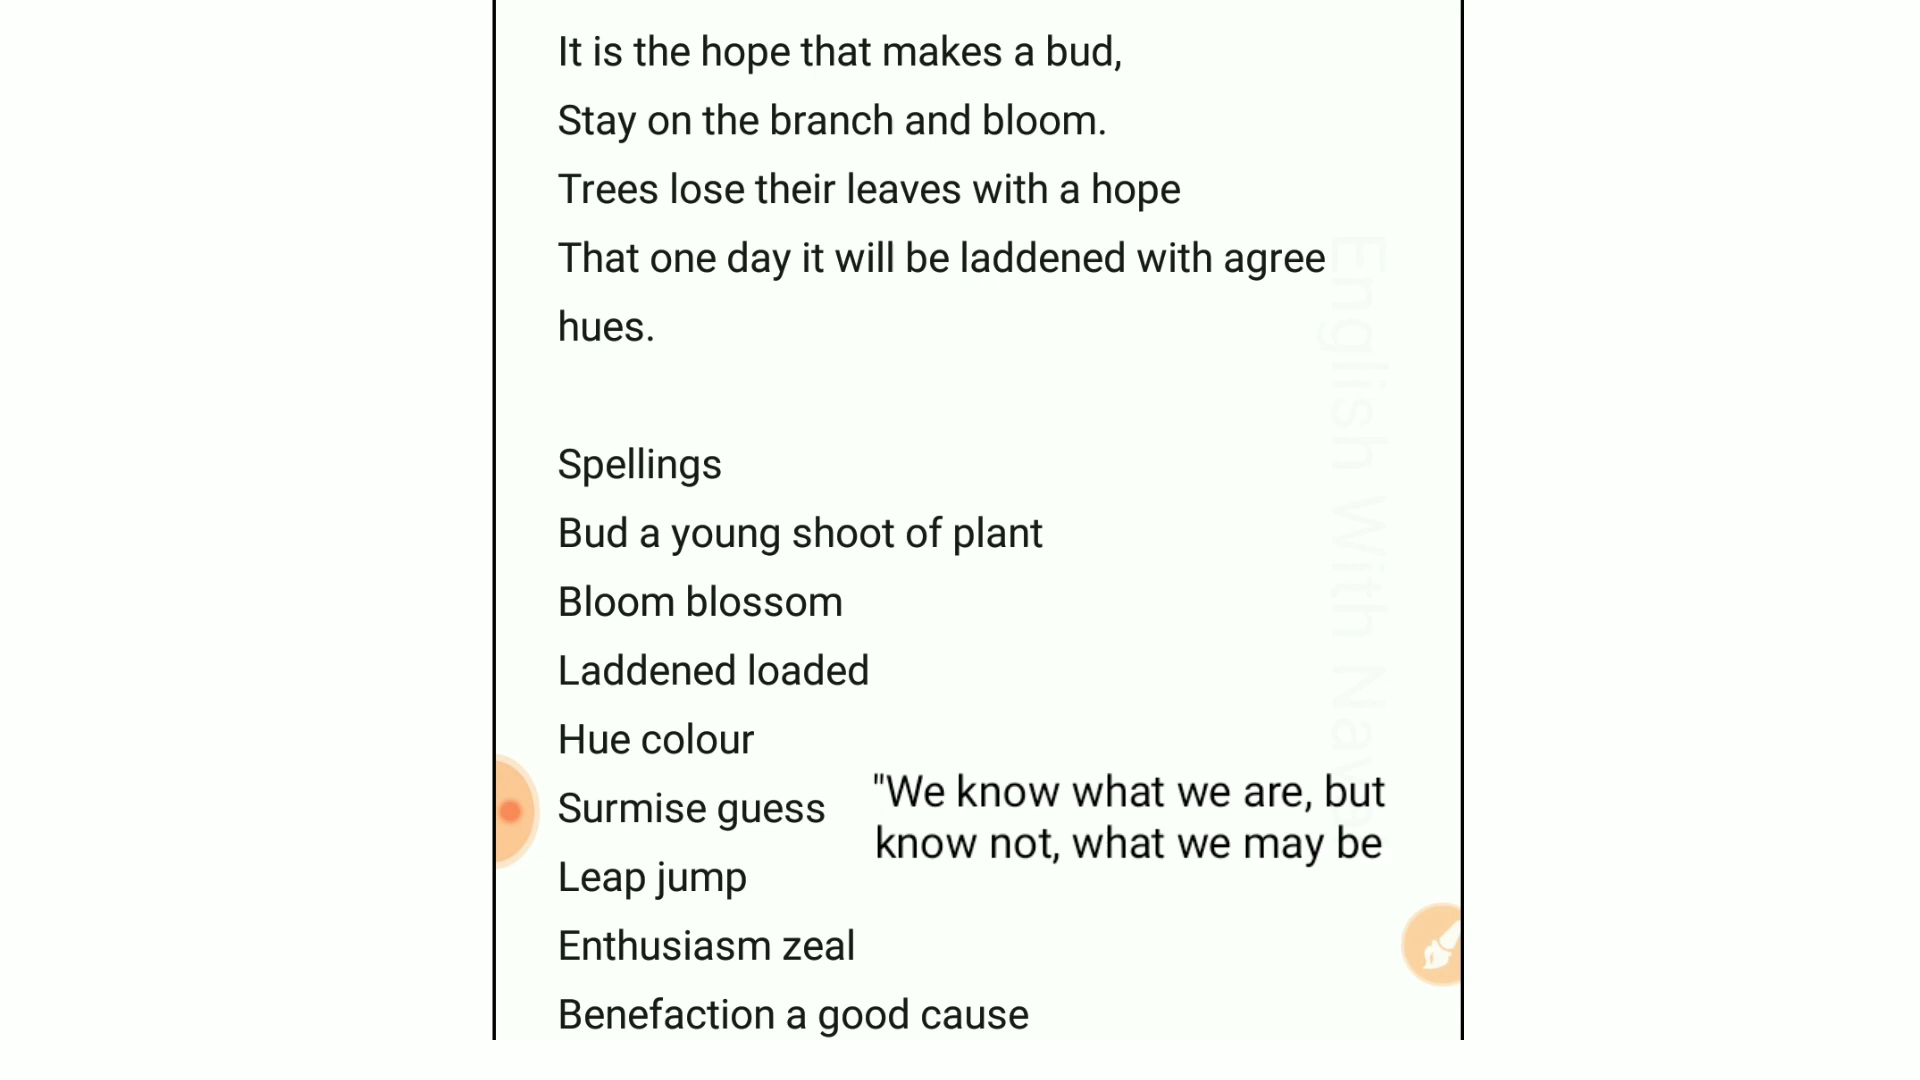 It is the hope that makes a bud,
Stay on the branch and bloom.
Trees lose their leaves with a hope
That one day it will be laddened with agree
hues.
Spellings
Bud a young shoot of plant
Bloom blossom
Laddened loaded
Hue colour
Surmise guess
"We know what we are, but
know not, what we may be
Leap jump
Enthusiasm zeal
Benefaction a good cause
English With Nav